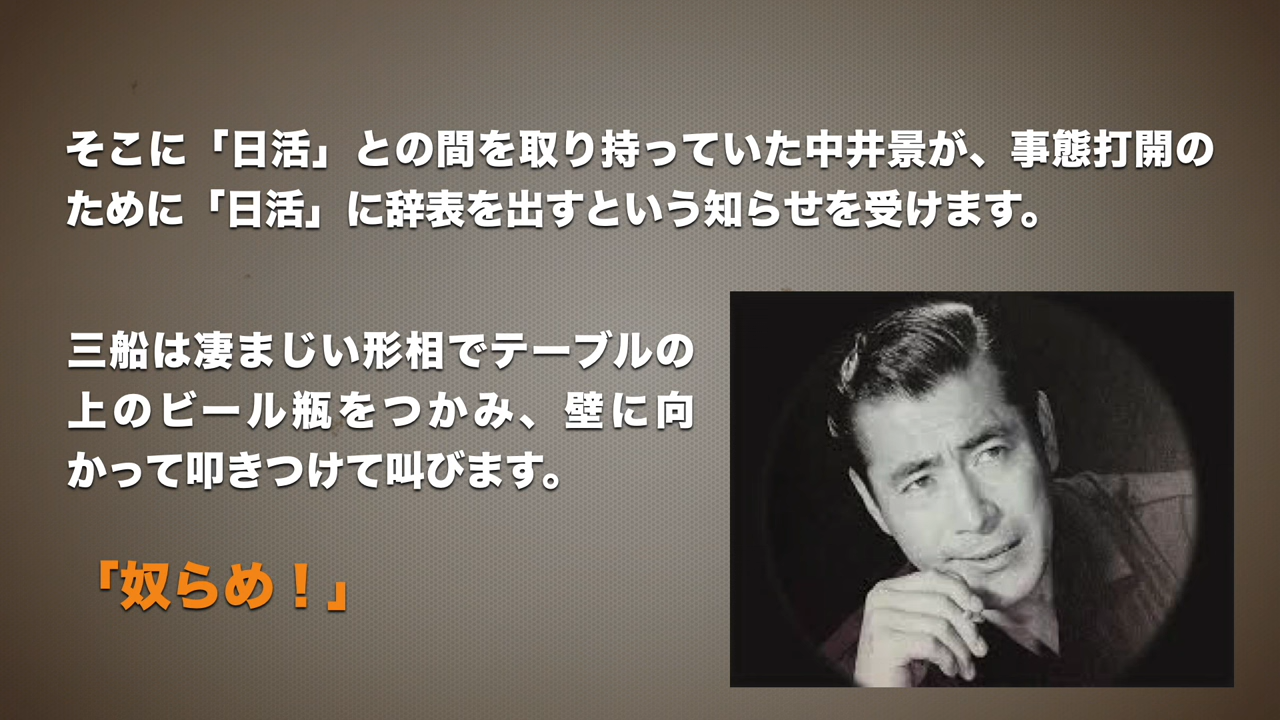 そこに「日活」との間を取り持っていた中井景が、事態打開の
ために「日活」に辞表を出すという知らせを受けます。
三船は凄まじい形相でテーブルの
上のビール瓶をつかみ、壁に向
かって叩きつけて叫びます。
「奴らめ！」